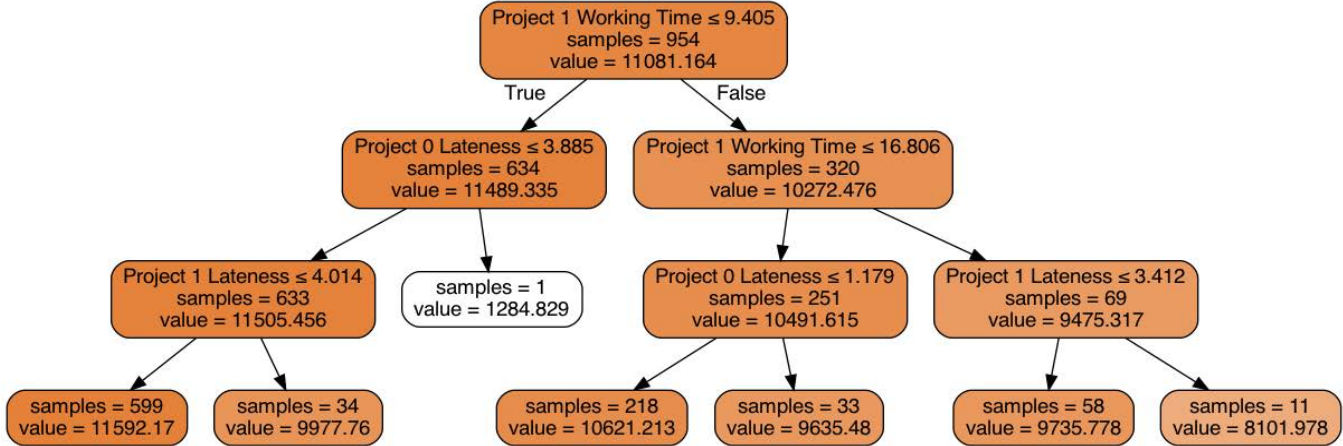 Project 1 Working Time ≤ 9.405
samples = 954
value = 11081.164
True
False
Project 0 Lateness ≤ 3.885
samples = 634
value = 11489.335
Project 1 Working Time ≤ 16.806
samples = 320
value = 10272.476
Project 1 Lateness ≤ 4.014
samples = 633
value = 11505.456
samples = 1
value = 1284.829
Project 0 Lateness ≤ 1.179
samples = 251
value = 10491.615
Project 1 Lateness ≤ 3.412
samples = 69
value = 9475.317
samples = 599
value = 11592.17
samples = 34
value = 9977.76
samples = 218
value = 10621.213
samples = 33
value = 9635.48
samples = 58
value = 9735.778
samples = 11
value = 8101.978